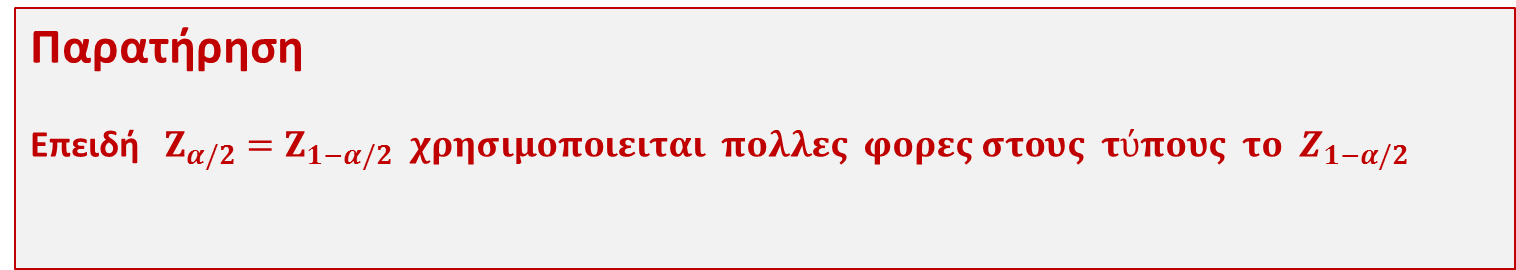 Παρατήρηση
Επειδή Z_{α/2} = Z_{1−α/2} χρησιμοποιειται πολλες φορες στους τύπους το Z_{1−α/2}